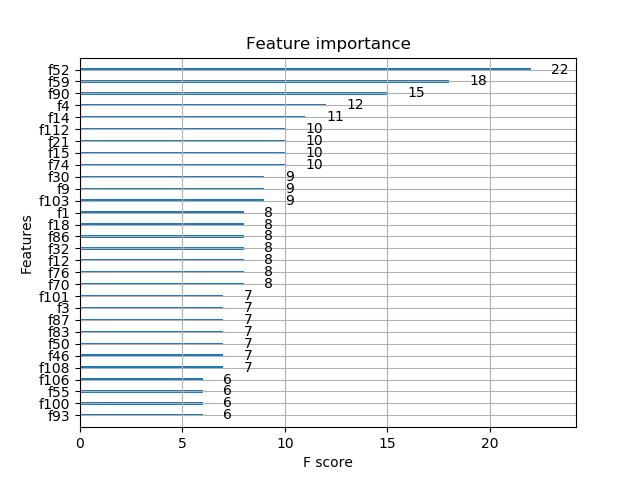 Feature importance
f52 22
f59 18
f90 15
f4 12
f14 11
f112 10
f21 10
f15 10
f74 10
f30 9
f9 9
f103 9
f1 8
f18 8
f86 8
f32 8
f12 8
f76 8
f70 8
f101 7
f3 7
f87 7
f83 7
f50 7
f46 7
f108 7
f106 6
f55 6
f100 6
f93 6
Features
0 5 10 15 20
F score